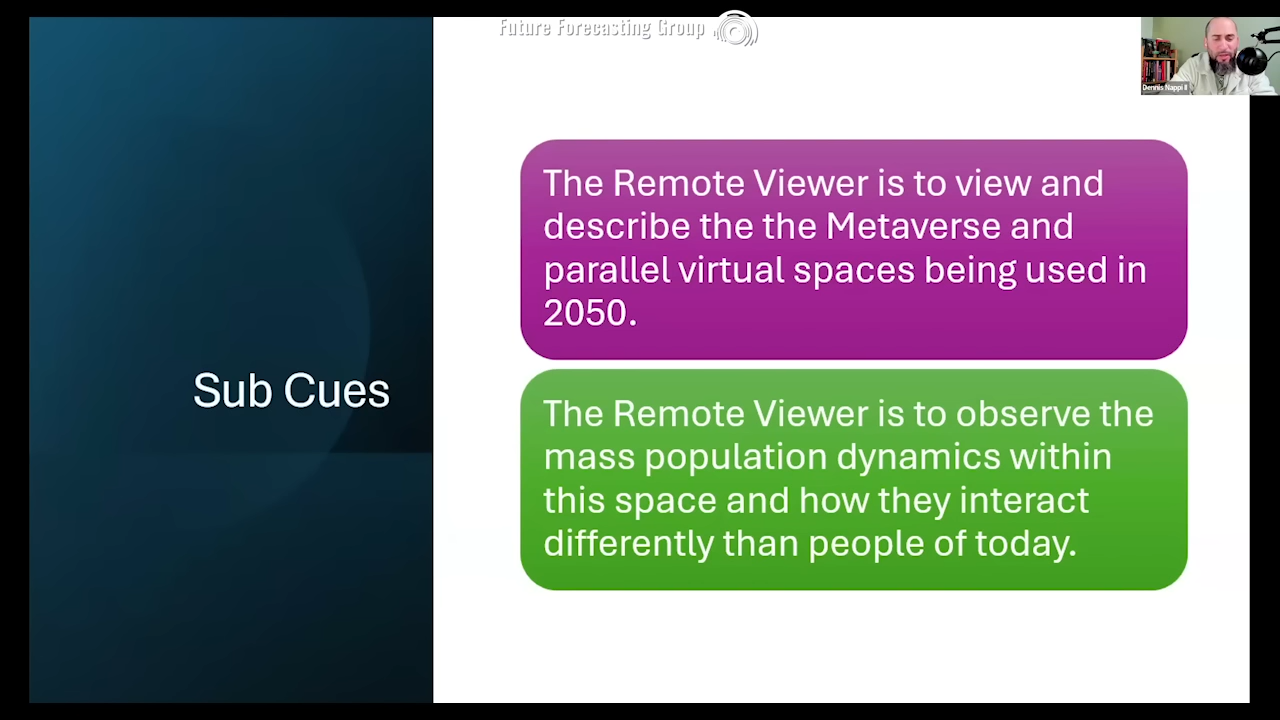 Future Forecasting Group
Dennis Nappi II
The Remote Viewer is to view and
describe the the Metaverse and
parallel virtual spaces being used in
2050.
Sub Cues
The Remote Viewer is to observe the
mass population dynamics within
this space and how they interact
differently than people of today.